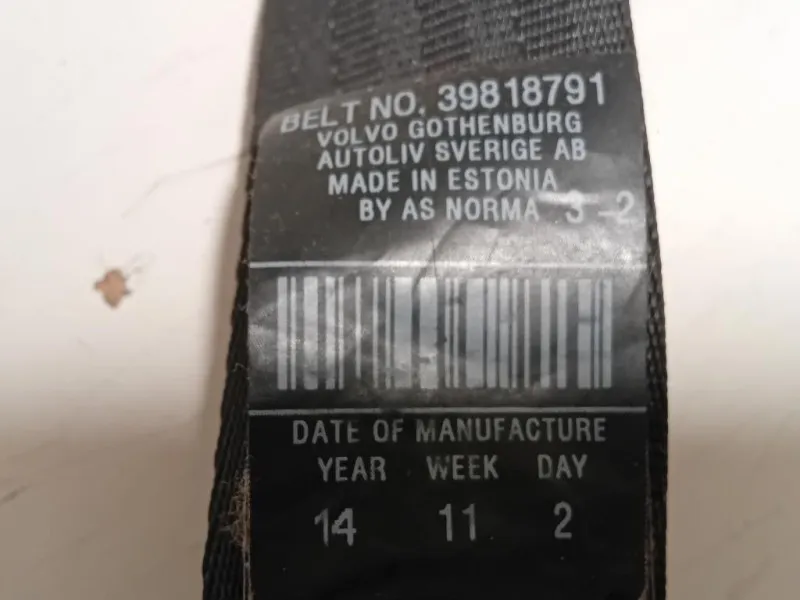 BELT NO. 39818791
VOLVO GOTHENBURG
AUTOLIV SVERIGE AB
MADE IN ESTONIA
BY AS NORMA 3-2
DATE OF MANUFACTURE
YEAR WEEK DAY
14 11 2